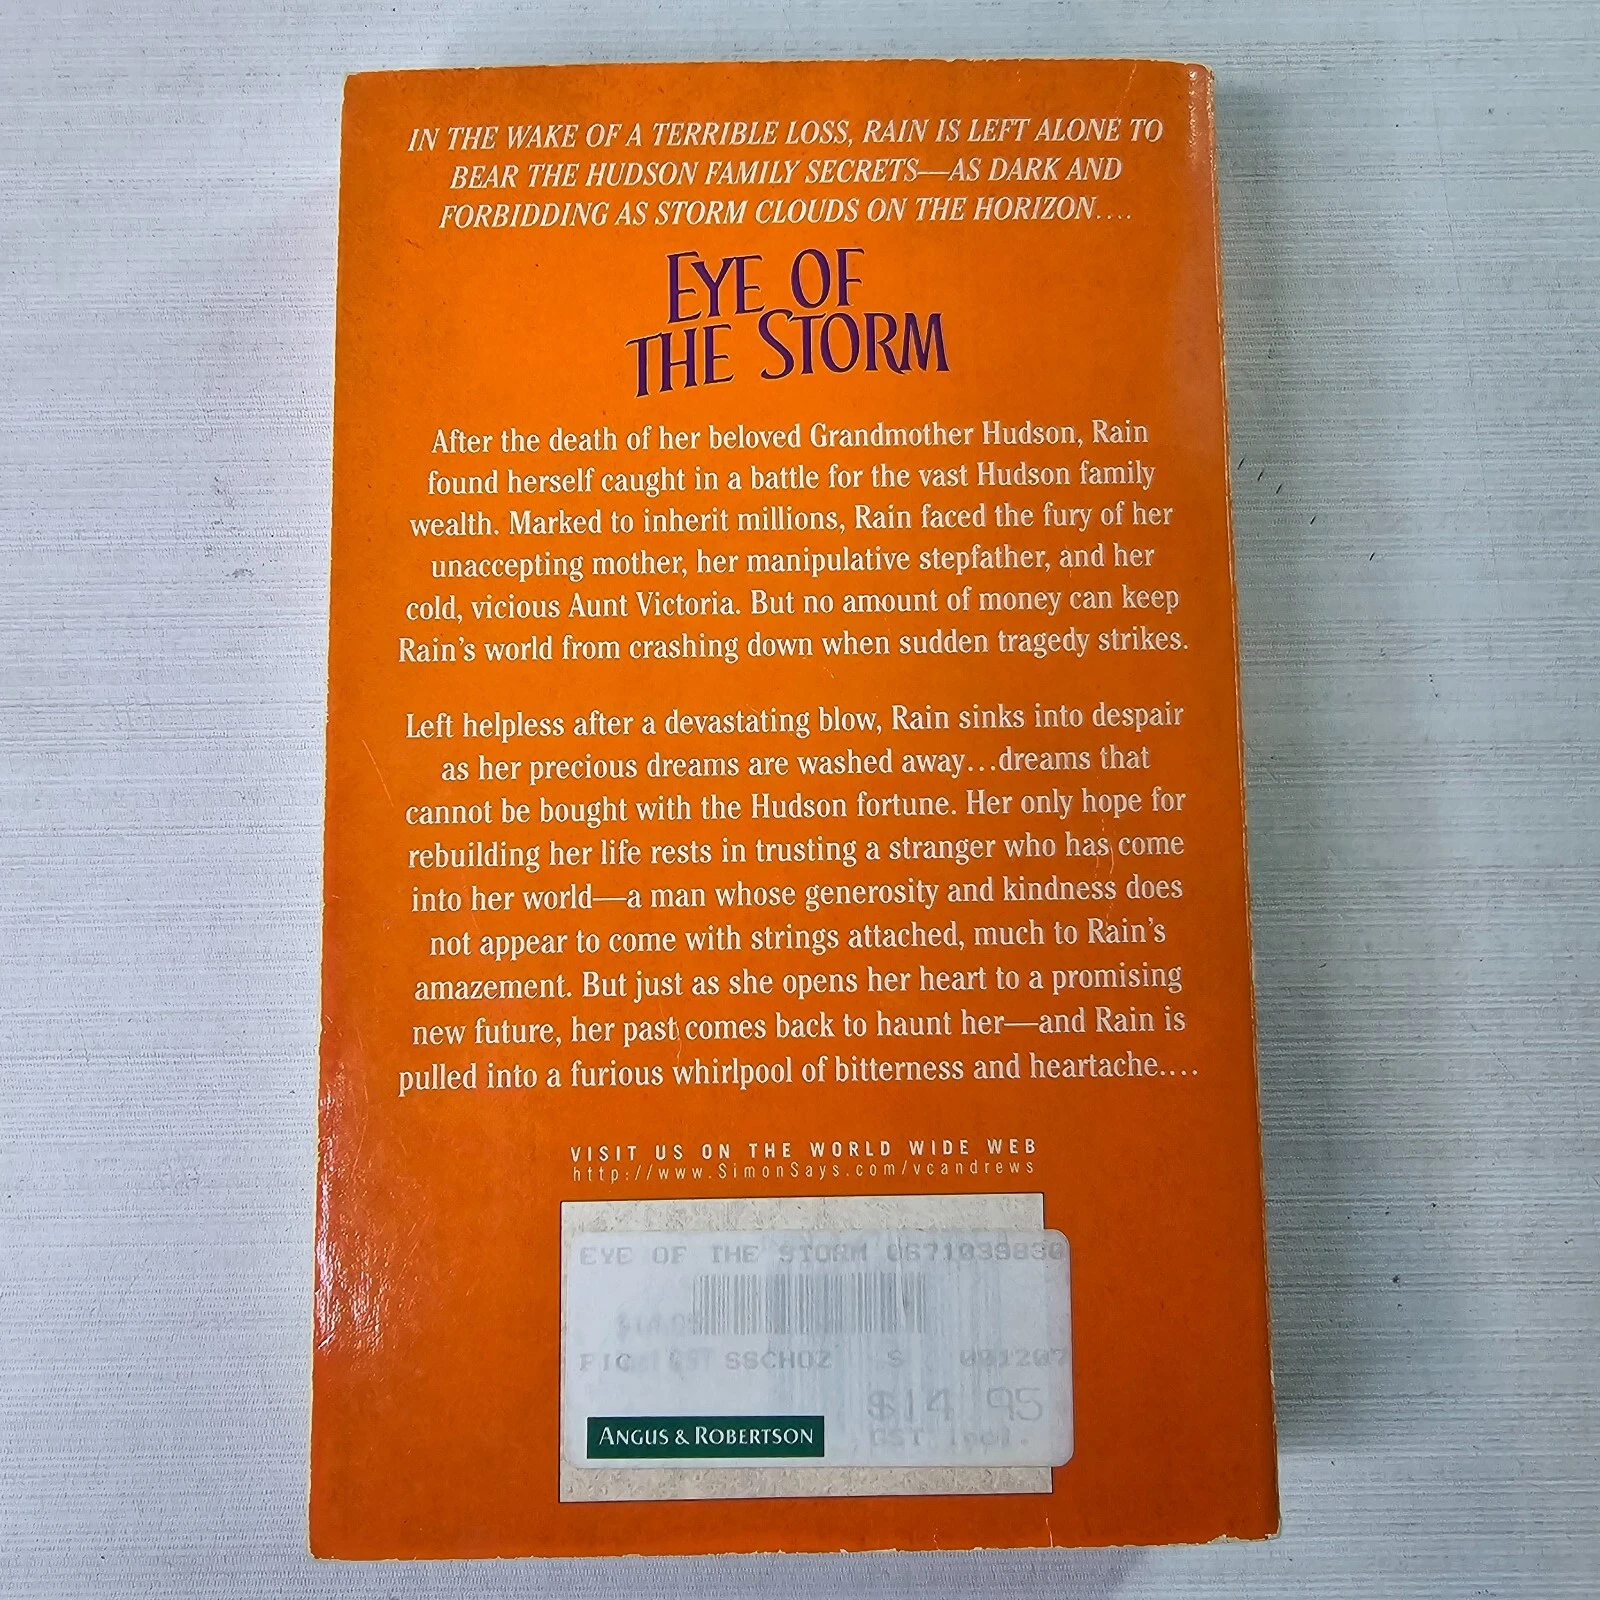 IN THE WAKE OF A TERRIBLE LOSS, RAIN IS LEFT ALONE TO
BEAR THE HUDSON FAMILY SECRETS—AS DARK AND
FORBIDDING AS STORM CLOUDS ON THE HORIZON....
EYE OF
THE STORM
After the death of her beloved Grandmother Hudson, Rain
found herself caught in a battle for the vast Hudson family
wealth. Marked to inherit millions, Rain faced the fury of her
unaccepting mother, her manipulative stepfather, and her
cold, vicious Aunt Victoria. But no amount of money can keep
Rain's world from crashing down when sudden tragedy strikes.
Left helpless after a devastating blow, Rain sinks into despair
as her precious dreams are washed away...dreams that
cannot be bought with the Hudson fortune. Her only hope for
rebuilding her life rests in trusting a stranger who has come
into her world—a man whose generosity and kindness does
not appear to come with strings attached, much to Rain's
amazement. But just as she opens her heart to a promising
new future, her past comes back to haunt her—and Rain is
pulled into a furious whirlpool of bitterness and heartache....
VISIT US ON THE WORLD WIDE WEB
http://www.SimonSays.com/vcandrews
EYE OF THE STORM 0671039830
FIC SSCHO2 S
$14.95
GST incl.
ANGUS & ROBERTSON